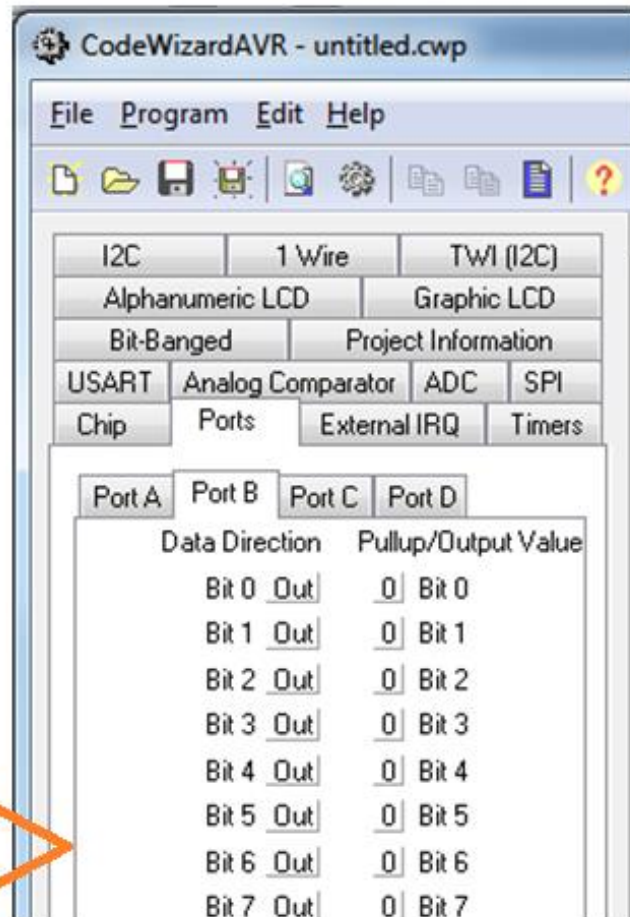 CodeWizardAVR - untitled.cwp
File Program Edit Help
I2C 1 Wire TWI (I2C)
Alphanumeric LCD Graphic LCD
Bit-Banged Project Information
USART Analog Comparator ADC SPI
Chip Ports External IRQ Timers
Port A Port B Port C Port D
Data Direction Pullup/Output Value
Bit 0 Out 0 Bit 0
Bit 1 Out 0 Bit 1
Bit 2 Out 0 Bit 2
Bit 3 Out 0 Bit 3
Bit 4 Out 0 Bit 4
Bit 5 Out 0 Bit 5
Bit 6 Out 0 Bit 6
Bit 7 Out 0 Bit 7